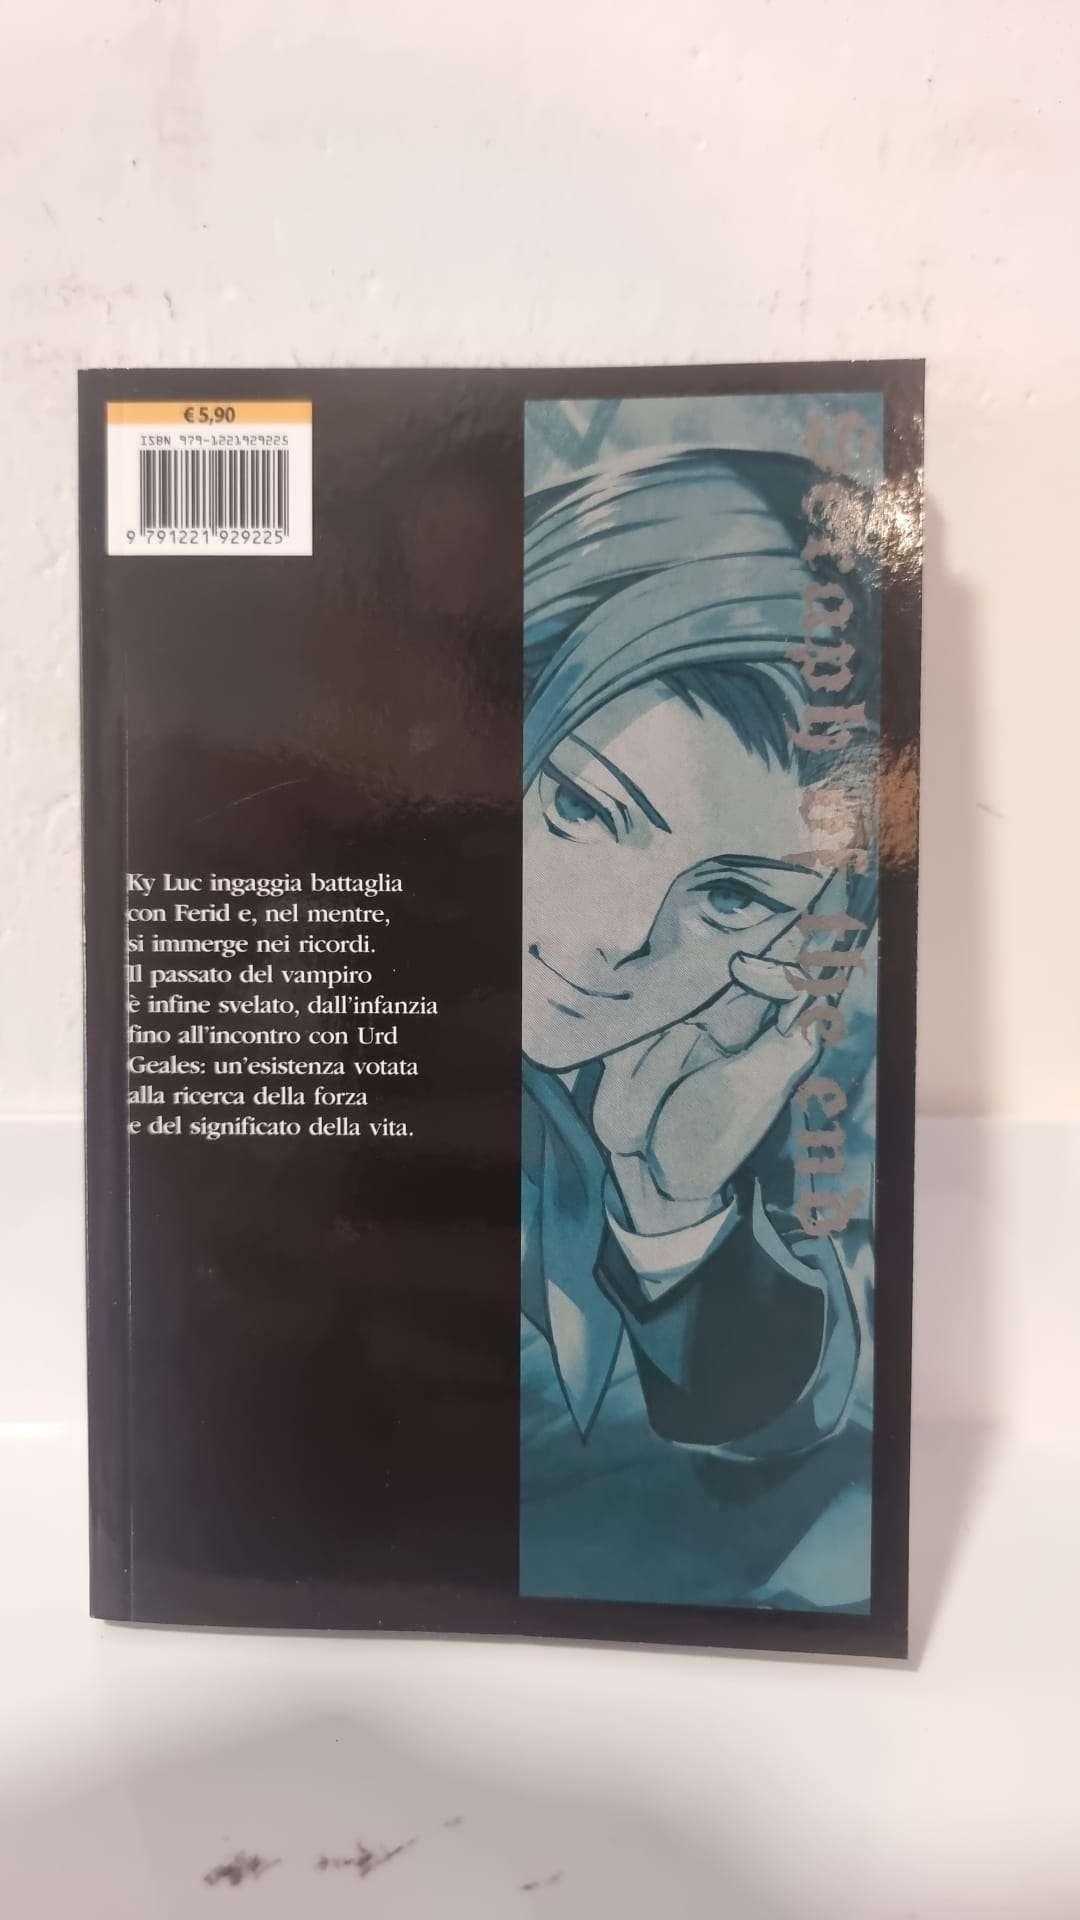 € 5,90
ISBN 979-1221929225
9 791221 929225
Seraph of the end
Ky Luc ingaggia battaglia
con Ferid e, nel mentre,
si immerge nei ricordi.
Il passato del vampiro
è infine svelato, dall'infanzia
fino all'incontro con Urd
Geales: un'esistenza votata
alla ricerca della forza
e del significato della vita.